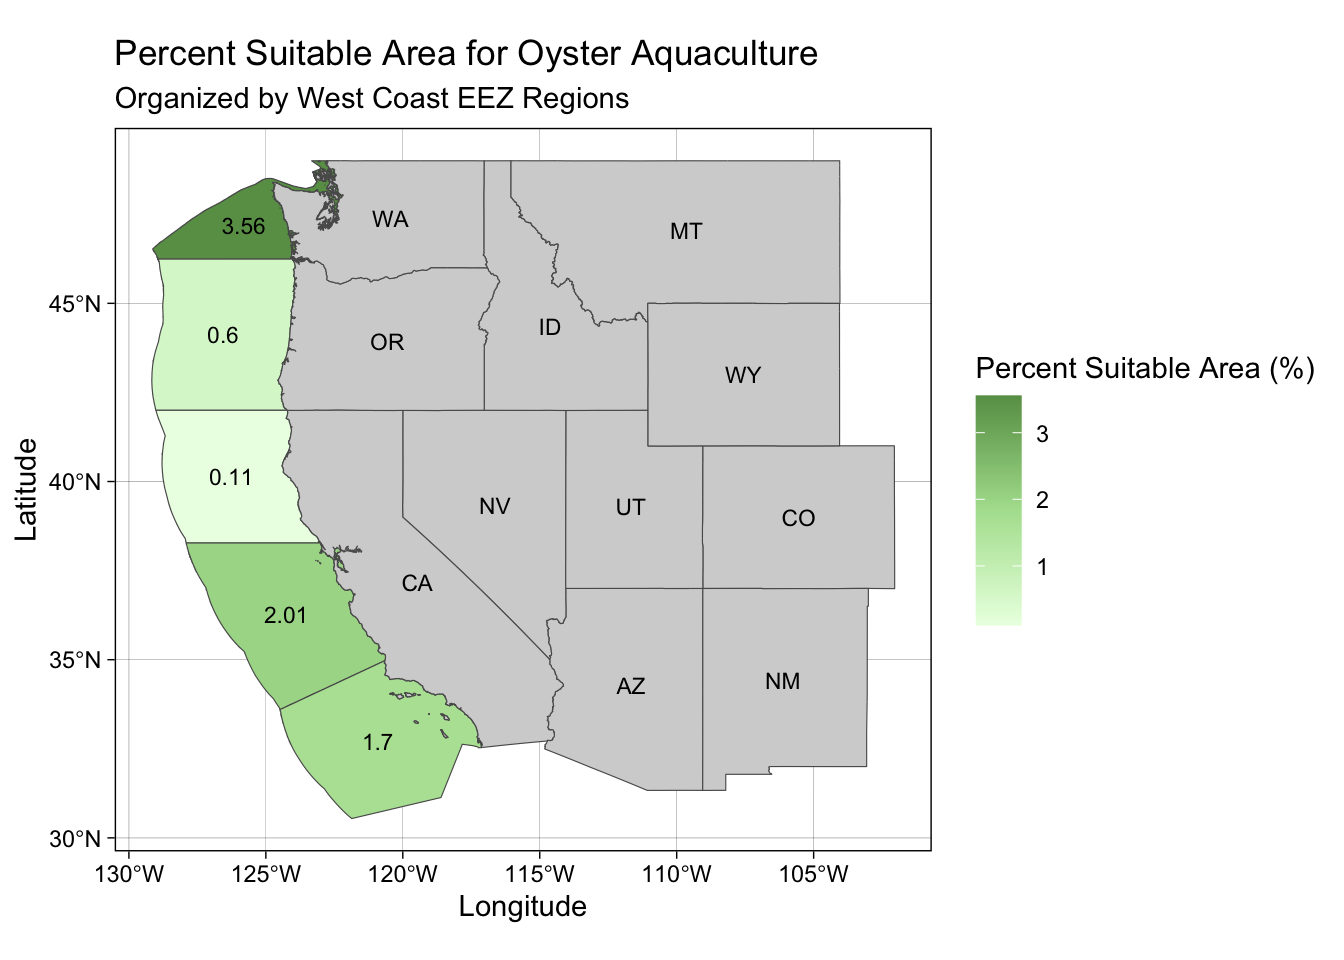 Percent Suitable Area for Oyster Aquaculture
Organized by West Coast EEZ Regions
3.56
WA
MT
45°N
0.6
OR
ID
WY
Percent Suitable Area (%)
3
2
1
40°N
Latitude
0.11
NV
UT
CO
CA
2.01
35°N
AZ
NM
1.7
30°N
130°W
125°W
120°W
115°W
110°W
105°W
Longitude